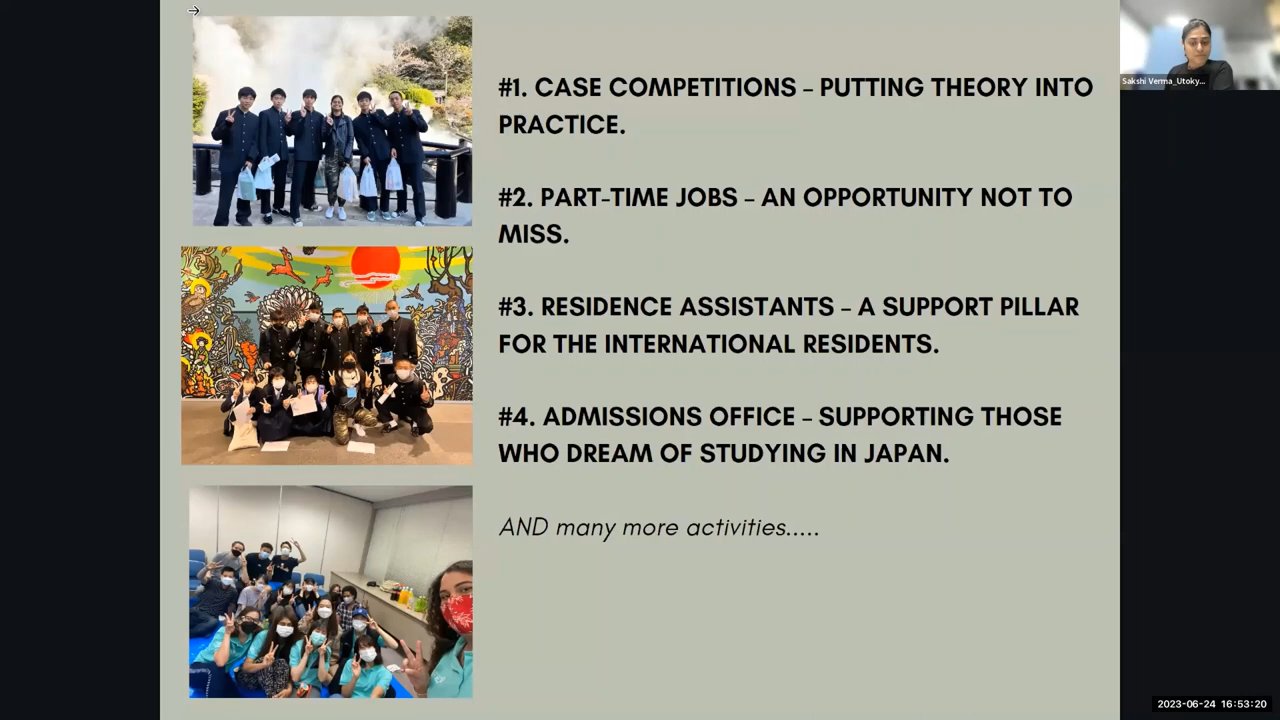 #1. CASE COMPETITIONS – PUTTING THEORY INTO
PRACTICE.
#2. PART-TIME JOBS – AN OPPORTUNITY NOT TO
MISS.
#3. RESIDENCE ASSISTANTS – A SUPPORT PILLAR
FOR THE INTERNATIONAL RESIDENTS.
#4. ADMISSIONS OFFICE – SUPPORTING THOSE
WHO DREAM OF STUDYING IN JAPAN.
AND many more activities.....
Sakshi Verma_Utoky...
2023-06-24 16:53:20